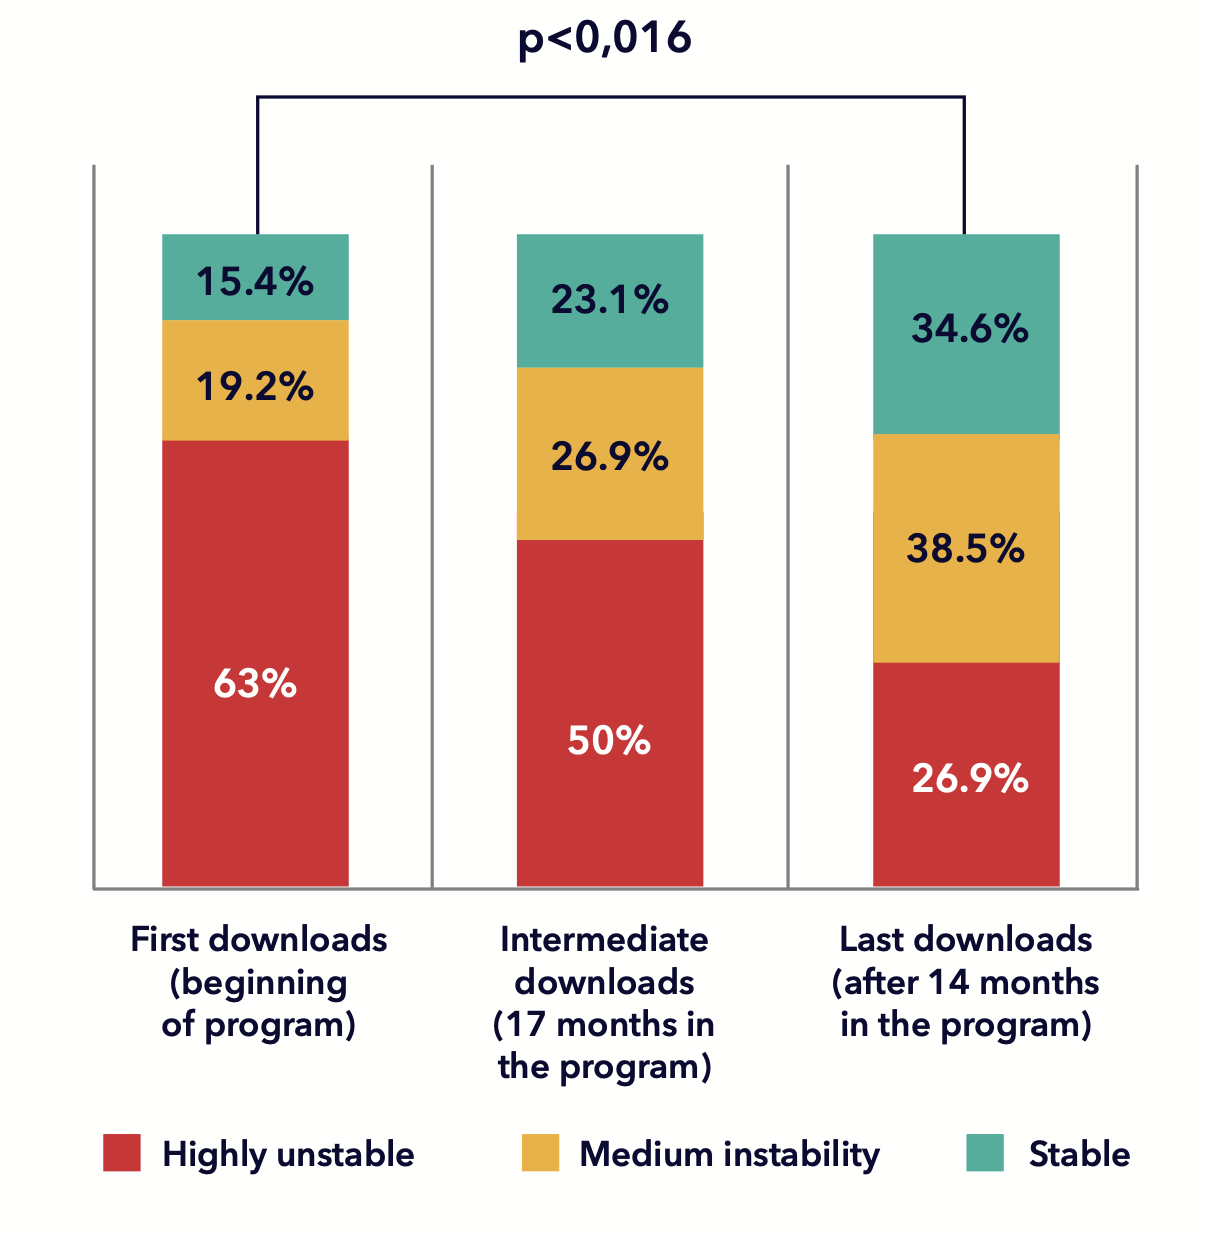 p<0,016
15.4%
23.1%
34.6%
19.2%
26.9%
38.5%
63%
50%
26.9%
First downloads
(beginning
of program)
Intermediate
downloads
(17 months in
the program)
Last downloads
(after 14 months
in the program)
Highly unstable
Medium instability
Stable